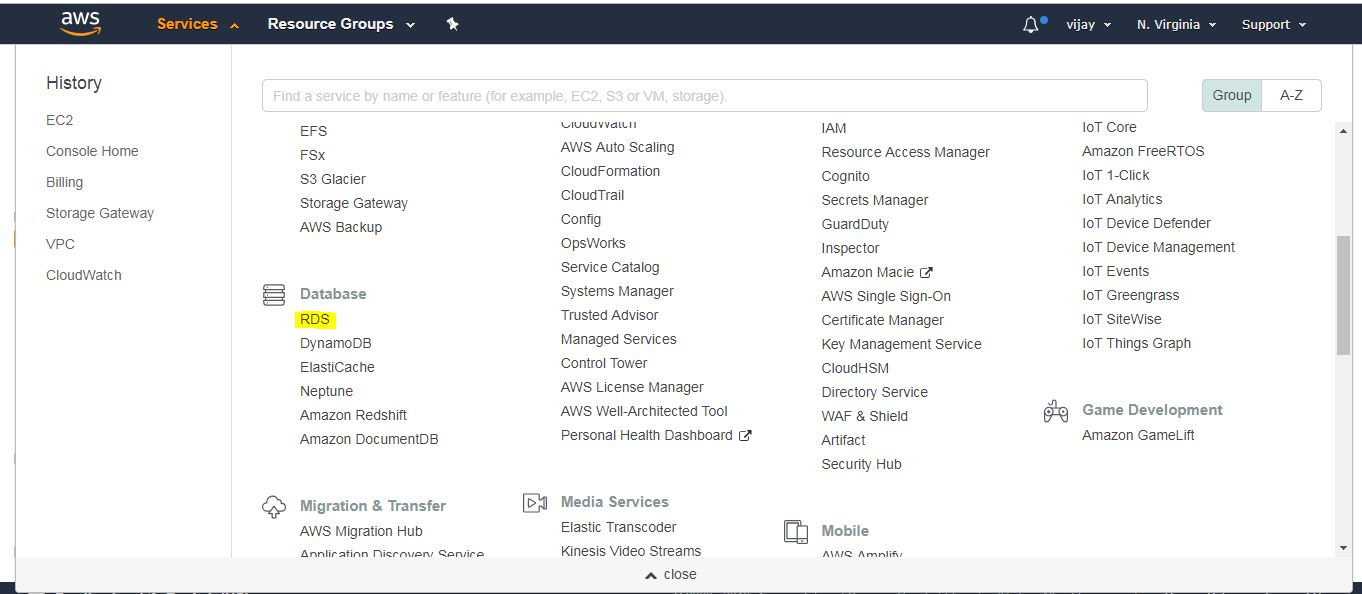 aws
Services
Resource Groups
vijay
N. Virginia
Support
History
EC2
Console Home
Billing
Storage Gateway
VPC
CloudWatch
Find a service by name or feature (for example, EC2, S3 or VM, storage).
Group
A-Z
EFS
FSx
S3 Glacier
Storage Gateway
AWS Backup
Database
RDS
DynamoDB
ElastiCache
Neptune
Amazon Redshift
Amazon DocumentDB
Migration & Transfer
AWS Migration Hub
Application Discovery Service
CloudWatch
AWS Auto Scaling
CloudFormation
CloudTrail
Config
OpsWorks
Service Catalog
Systems Manager
Trusted Advisor
Managed Services
Control Tower
AWS License Manager
AWS Well-Architected Tool
Personal Health Dashboard
Media Services
Elastic Transcoder
Kinesis Video Streams
IAM
Resource Access Manager
Cognito
Secrets Manager
GuardDuty
Inspector
Amazon Macie
AWS Single Sign-On
Certificate Manager
Key Management Service
CloudHSM
Directory Service
WAF & Shield
Artifact
Security Hub
Mobile
AWS Amplify
IoT Core
Amazon FreeRTOS
IoT 1-Click
IoT Analytics
IoT Device Defender
IoT Device Management
IoT Events
IoT Greengrass
IoT SiteWise
IoT Things Graph
Game Development
Amazon GameLift
close